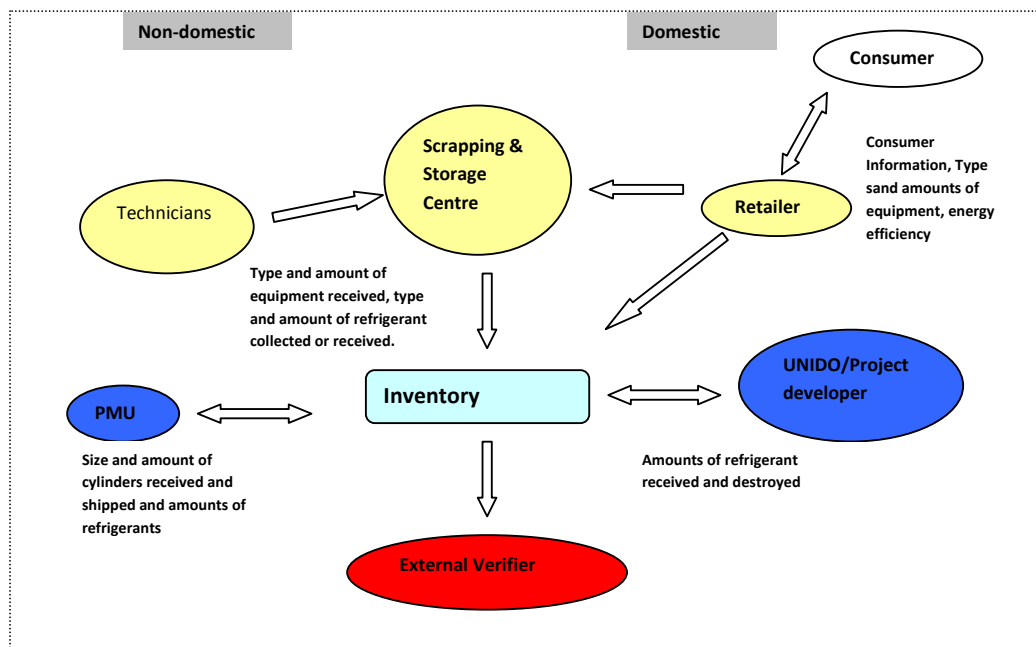 Non-domestic
Domestic
Consumer
Scrapping &
Storage
Centre
Consumer
Information, Type
sand amounts of
equipment, energy
efficiency
Technicians
Retailer
Type and amount of
equipment received, type
and amount of refrigerant
collected or received.
UNIDO/Project
developer
Inventory
PMU
Size and amount of
cylinders received and
shipped and amounts of
refrigerants
Amounts of refrigerant
received and destroyed
External Verifier